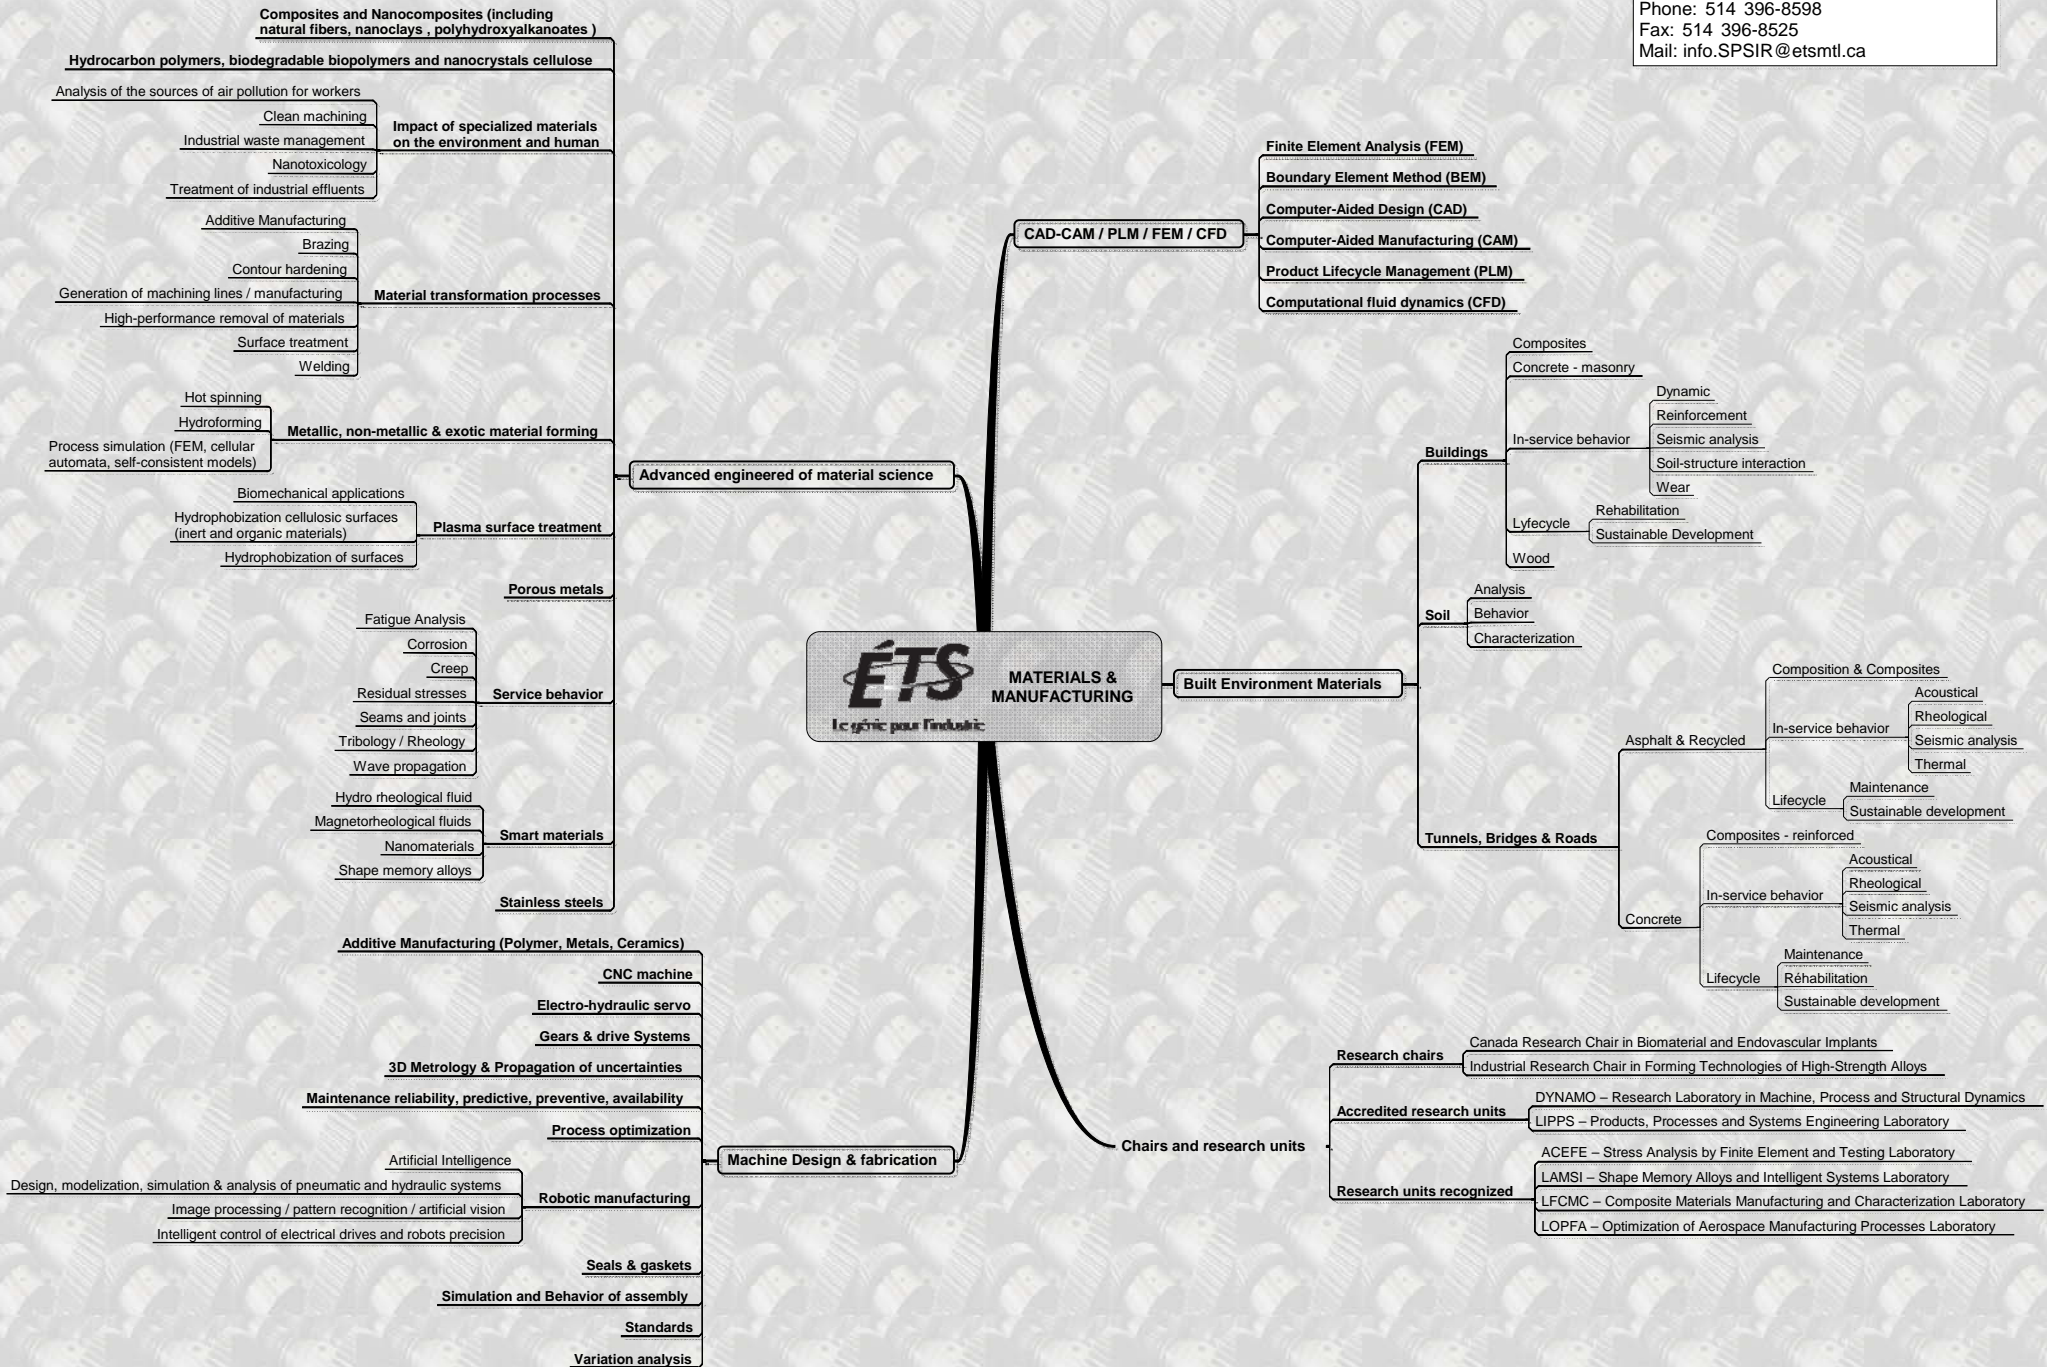 Phone: 514 396-8598
Fax: 514 396-8525
Mail: info.SPSIR@etsmtl.ca
Composites and Nanocomposites (including
natural fibers, nanoclays , polyhydroxyalkanoates )
Hydrocarbon polymers, biodegradable biopolymers and nanocrystals cellulose
Analysis of the sources of air pollution for workers
Clean machining
Industrial waste management
Nanotoxicology
Treatment of industrial effluents
Impact of specialized materials
on the environment and human
Additive Manufacturing
Brazing
Contour hardening
Generation of machining lines / manufacturing
High-performance removal of materials
Surface treatment
Welding
Material transformation processes
Hot spinning
Hydroforming
Process simulation (FEM, cellular
automata, self-consistent models)
Metallic, non-metallic & exotic material forming
Biomechanical applications
Hydrophobization cellulosic surfaces
(inert and organic materials)
Hydrophobization of surfaces
Plasma surface treatment
Porous metals
Fatigue Analysis
Corrosion
Creep
Residual stresses
Seams and joints
Tribology / Rheology
Wave propagation
Service behavior
Hydro rheological fluid
Magnetorheological fluids
Nanomaterials
Shape memory alloys
Smart materials
Stainless steels
Advanced engineered of material science
Additive Manufacturing (Polymer, Metals, Ceramics)
CNC machine
Electro-hydraulic servo
Gears & drive Systems
3D Metrology & Propagation of uncertainties
Maintenance reliability, predictive, preventive, availability
Process optimization
Artificial Intelligence
Design, modelization, simulation & analysis of pneumatic and hydraulic systems
Image processing / pattern recognition / artificial vision
Intelligent control of electrical drives and robots precision
Robotic manufacturing
Seals & gaskets
Simulation and Behavior of assembly
Standards
Variation analysis
Machine Design & fabrication
ÉTS
Le génie pour l'industrie
MATERIALS &
MANUFACTURING
CAD-CAM / PLM / FEM / CFD
Finite Element Analysis (FEM)
Boundary Element Method (BEM)
Computer-Aided Design (CAD)
Computer-Aided Manufacturing (CAM)
Product Lifecycle Management (PLM)
Computational fluid dynamics (CFD)
Built Environment Materials
Buildings
Composites
Concrete - masonry
In-service behavior
Dynamic
Reinforcement
Seismic analysis
Soil-structure interaction
Wear
Lyfecycle
Rehabilitation
Sustainable Development
Wood
Soil
Analysis
Behavior
Characterization
Tunnels, Bridges & Roads
Asphalt & Recycled
Composition & Composites
In-service behavior
Acoustical
Rheological
Seismic analysis
Thermal
Lifecycle
Maintenance
Sustainable development
Concrete
Composites - reinforced
In-service behavior
Acoustical
Rheological
Seismic analysis
Thermal
Lifecycle
Maintenance
Réhabilitation
Sustainable development
Chairs and research units
Research chairs
Canada Research Chair in Biomaterial and Endovascular Implants
Industrial Research Chair in Forming Technologies of High-Strength Alloys
Accredited research units
DYNAMO – Research Laboratory in Machine, Process and Structural Dynamics
LIPPS – Products, Processes and Systems Engineering Laboratory
Research units recognized
ACEFE – Stress Analysis by Finite Element and Testing Laboratory
LAMSI – Shape Memory Alloys and Intelligent Systems Laboratory
LFCMC – Composite Materials Manufacturing and Characterization Laboratory
LOPFA – Optimization of Aerospace Manufacturing Processes Laboratory